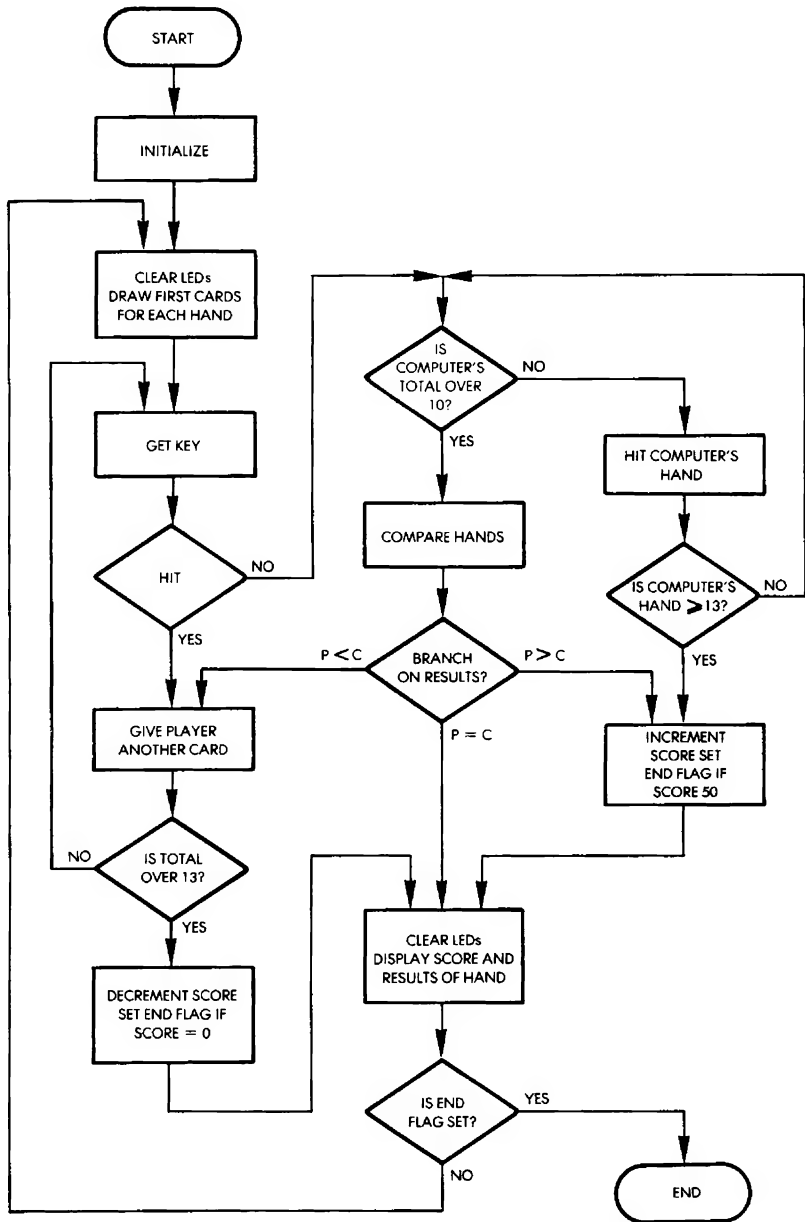 START
INITIALIZE
CLEAR LEDs
DRAW FIRST CARDS
FOR EACH HAND
GET KEY
HIT
NO
YES
GIVE PLAYER
ANOTHER CARD
IS TOTAL
OVER 13?
NO
YES
DECREMENT SCORE
SET END FLAG IF
SCORE = 0
IS
COMPUTER'S
TOTAL OVER
10?
NO
YES
COMPARE HANDS
BRANCH
ON RESULTS?
P < C
P > C
P = C
HIT COMPUTER'S
HAND
IS COMPUTER'S
HAND ⩾ 13?
NO
YES
INCREMENT
SCORE SET
END FLAG IF
SCORE 50
CLEAR LEDs
DISPLAY SCORE AND
RESULTS OF HAND
IS END
FLAG SET?
YES
NO
END